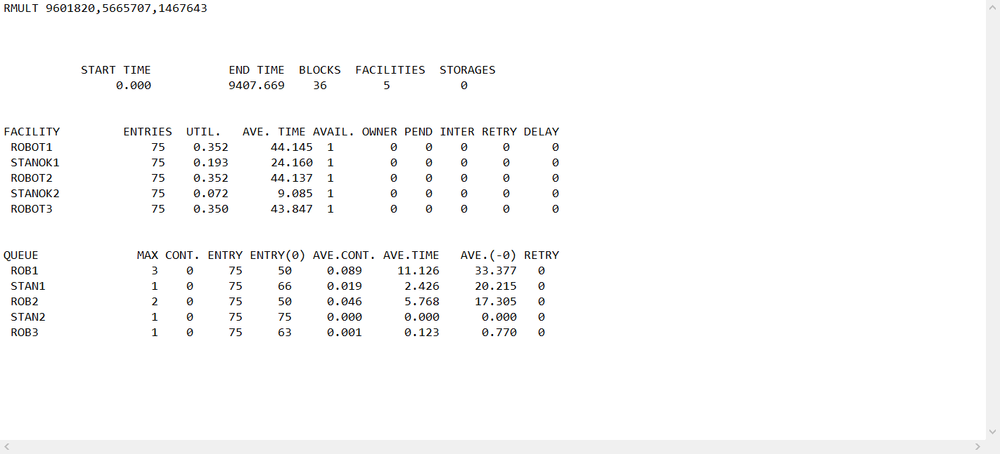 RMULT 9601820,5665707,1467643
START TIME END TIME BLOCKS FACILITIES STORAGES
0.000 9407.669 36 5 0
FACILITY ENTRIES UTIL. AVE. TIME AVAIL. OWNER PEND INTER RETRY DELAY
ROBOT1 75 0.352 44.145 1 0 0 0 0 0
STANOK1 75 0.193 24.160 1 0 0 0 0 0
ROBOT2 75 0.352 44.137 1 0 0 0 0 0
STANOK2 75 0.072 9.085 1 0 0 0 0 0
ROBOT3 75 0.350 43.847 1 0 0 0 0 0
QUEUE MAX CONT. ENTRY ENTRY(0) AVE.CONT. AVE.TIME AVE.(-0) RETRY
ROB1 3 0 75 50 0.089 11.126 33.377 0
STAN1 1 0 75 66 0.019 2.426 20.215 0
ROB2 2 0 75 50 0.046 5.768 17.305 0
STAN2 1 0 75 75 0.000 0.000 0.000 0
ROB3 1 0 75 63 0.001 0.123 0.770 0